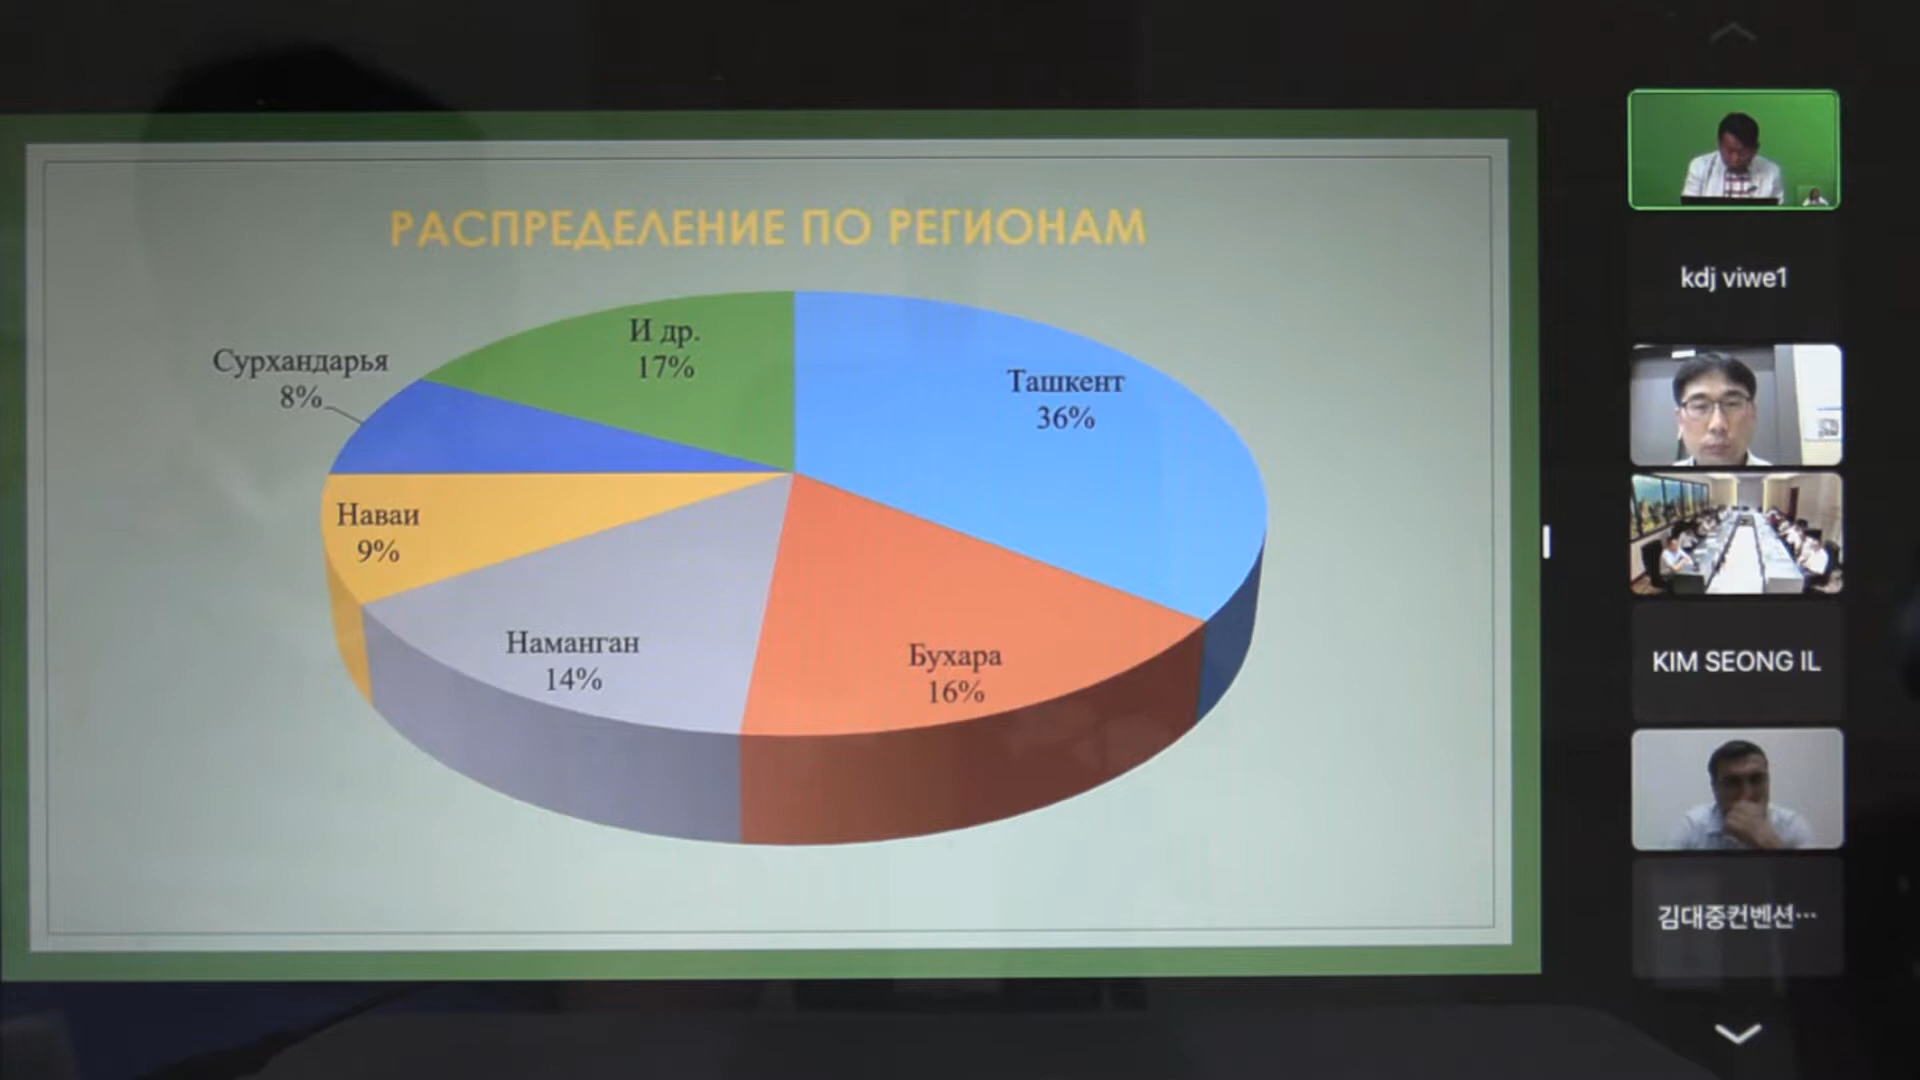 РАСПРЕДЕЛЕНИЕ ПО РЕГИОНАМ
И др.
17%
Ташкент
36%
Сурхандарья
8%
Наваи
9%
Наманган
14%
Бухара
16%
kdj viwe1
KIM SEONG IL
김대중컨벤션…